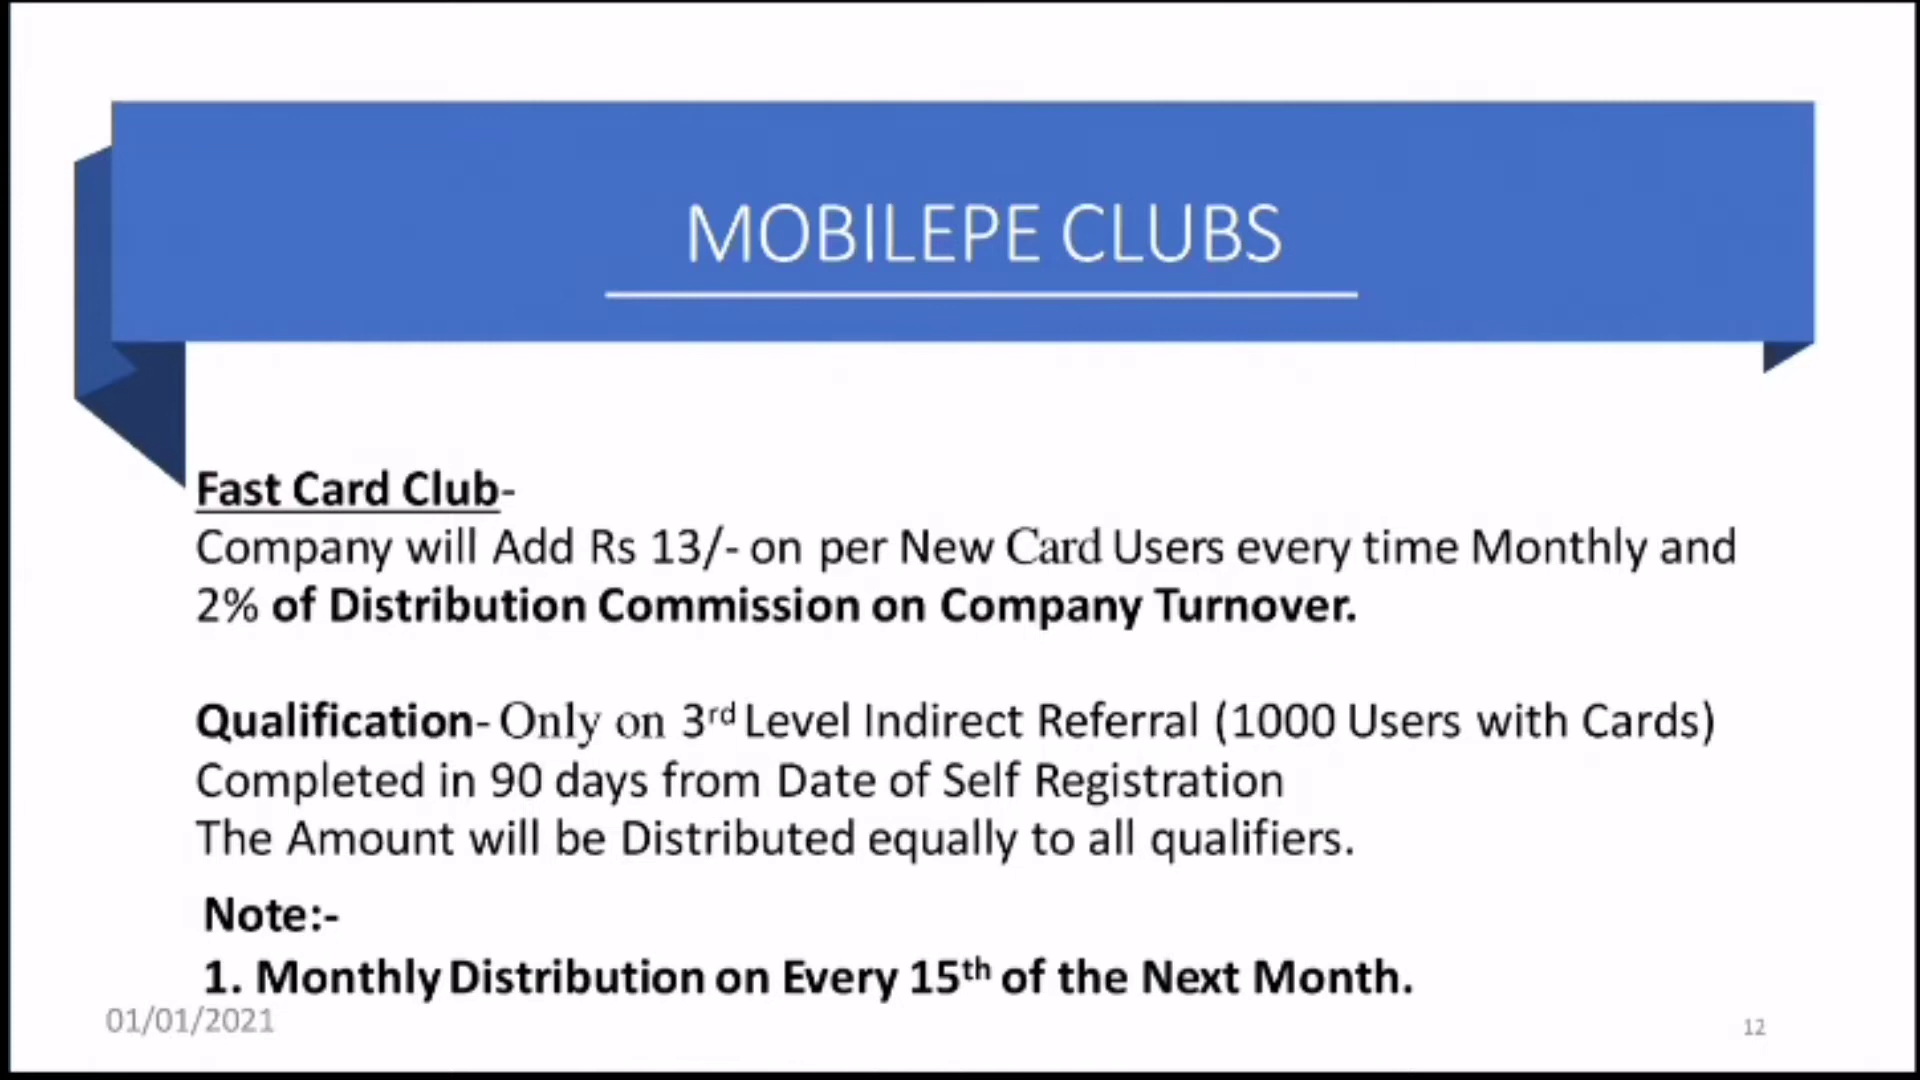 MOBILEPE CLUBS
Fast Card Club-
Company will Add Rs 13/- on per New Card Users every time Monthly and
2% of Distribution Commission on Company Turnover.
Qualification- Only on 3rd Level Indirect Referral (1000 Users with Cards)
Completed in 90 days from Date of Self Registration
The Amount will be Distributed equally to all qualifiers.
Note:-
1. Monthly Distribution on Every 15th of the Next Month.
01/01/2021
12